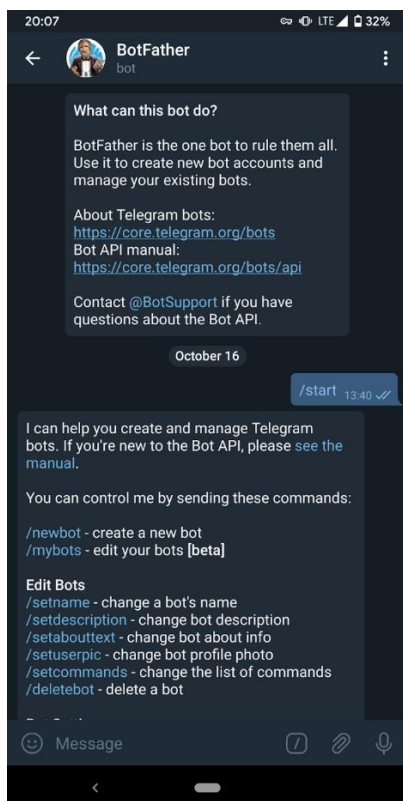 20:07
LTE 32%
BotFather
bot
What can this bot do?
BotFather is the one bot to rule them all.
Use it to create new bot accounts and
manage your existing bots.
About Telegram bots:
https://core.telegram.org/bots
Bot API manual:
https://core.telegram.org/bots/api
Contact @BotSupport if you have
questions about the Bot API.
October 16
/start 13:40
I can help you create and manage Telegram
bots. If you're new to the Bot API, please see the
manual.
You can control me by sending these commands:
/newbot - create a new bot
/mybots - edit your bots [beta]
Edit Bots
/setname - change a bot's name
/setdescription - change bot description
/setabouttext - change bot about info
/setuserpic - change bot profile photo
/setcommands - change the list of commands
/deletebot - delete a bot
Message